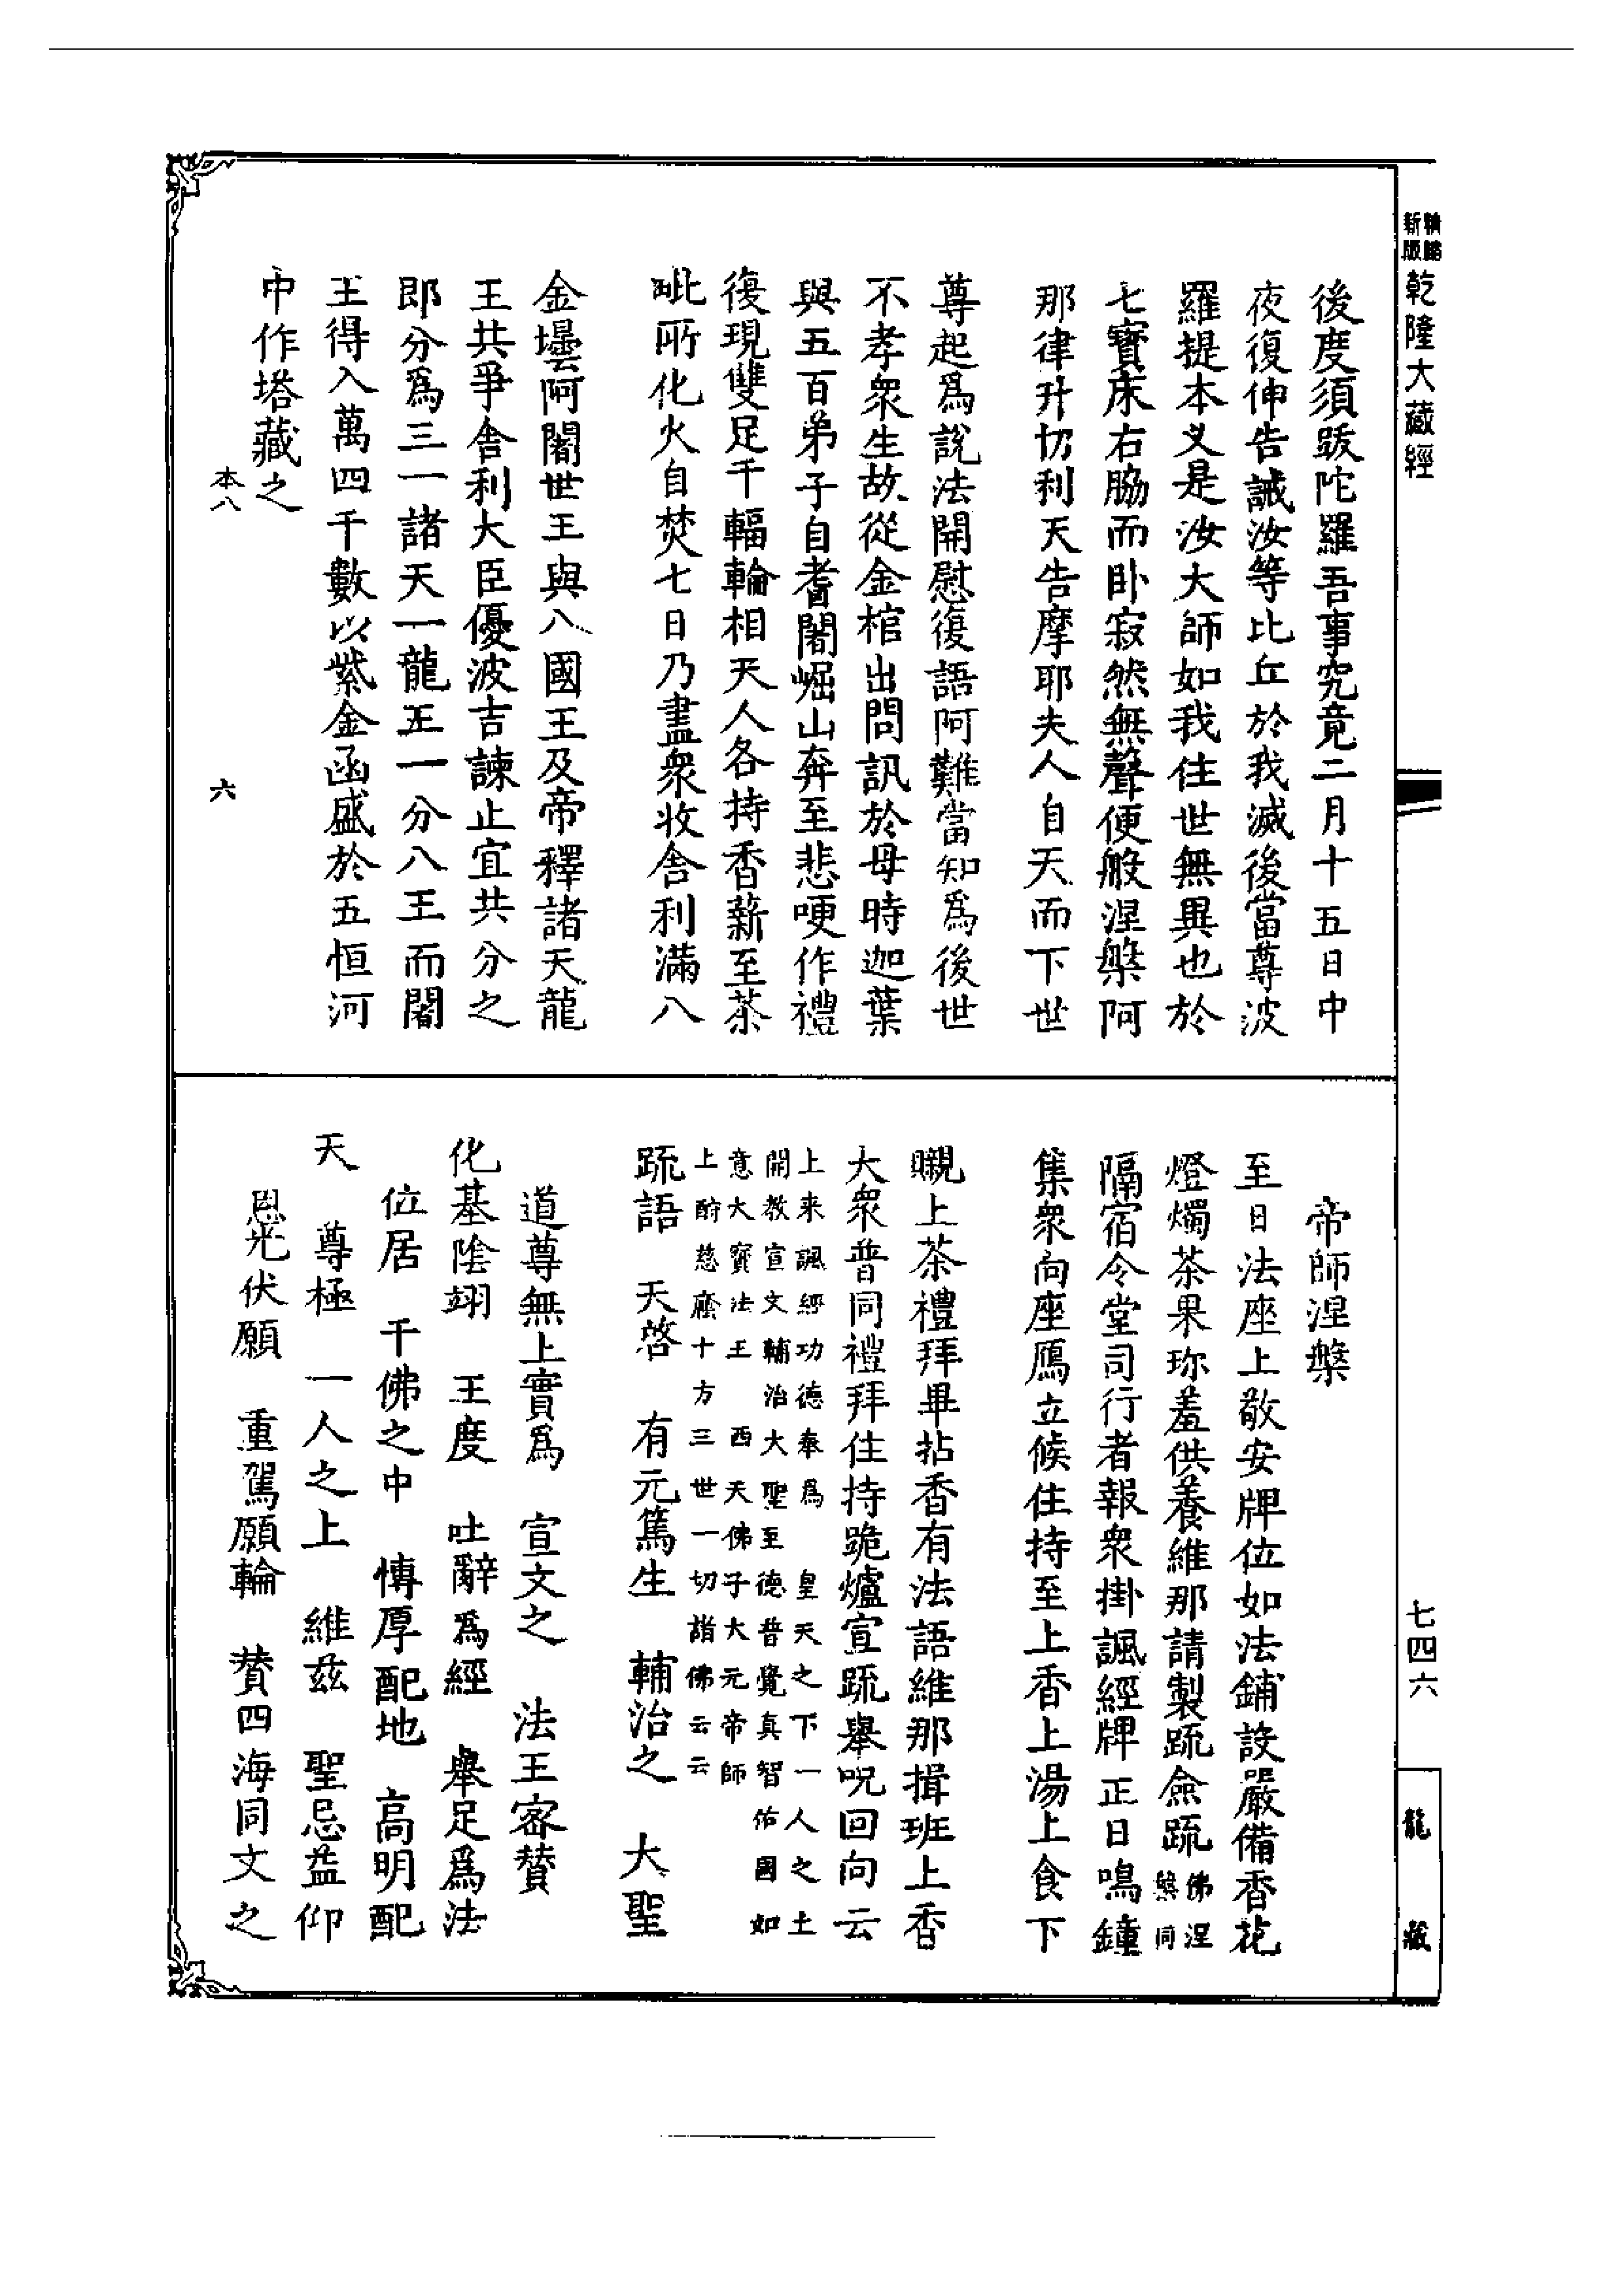 精縮
新版
乾隆大藏經
後度須跋陀羅吾事究竟二月十五日中
夜復伸告誡汝等比丘於我滅後當尊波
羅提本义是汝大師如我住世無異也於
七寶床右脇而卧寂然無聲便般涅槃阿
那律升忉利天告摩耶夫人自天而下世
尊起爲說法開慰復語阿難當知爲後世
不孝衆生故從金棺出問訊於母時迦葉
與五百弟子自耆闍崛山奔至悲哽作禮
復現雙足千輻輪相天人各持香薪至茶
毗所化火自焚七日乃盡衆收舍利滿八
金壜阿闍世王與八國王及帝釋諸天龍
王共爭舍利大臣優波吉諫止宜共分之
即分爲三一諸天一龍王一分八王而闍
王得入萬四千數以紫金函盛於五恒河
中作塔藏之
本八
六
帝師涅槃
至日法座上敬安牌位如法鋪設嚴備香花
燈燭茶果珎羞供養維那請製䟽僉䟽佛涅
槃同
隔宿令堂司行者報衆掛諷經牌正日鳴鐘
集衆向座鴈立候住持至上香上湯上食下
嚫上茶禮拜畢拈香有法語維那揖班上香
大衆普同禮拜住持跪爐宣䟽舉呪回向云
上来諷經功德奉爲 皇天之下一人之上
開教宣文輔治大聖至德普覺真智佑國如
意大寶法王 西天佛子大元帝師
上酧慈廕十方三世一切諸佛云云
䟽語 天啓 有元篤生 輔治之 大聖
道尊無上實爲 宣文之 法王密賛
化基陰翊 王度 吐辭爲經 舉足爲法
位居 千佛之中 慱厚配地 高明配
天 尊極 一人之上 維兹 聖忌益仰
恩光伏願 重駕願輪 賛四海同文之
七四六
龍藏